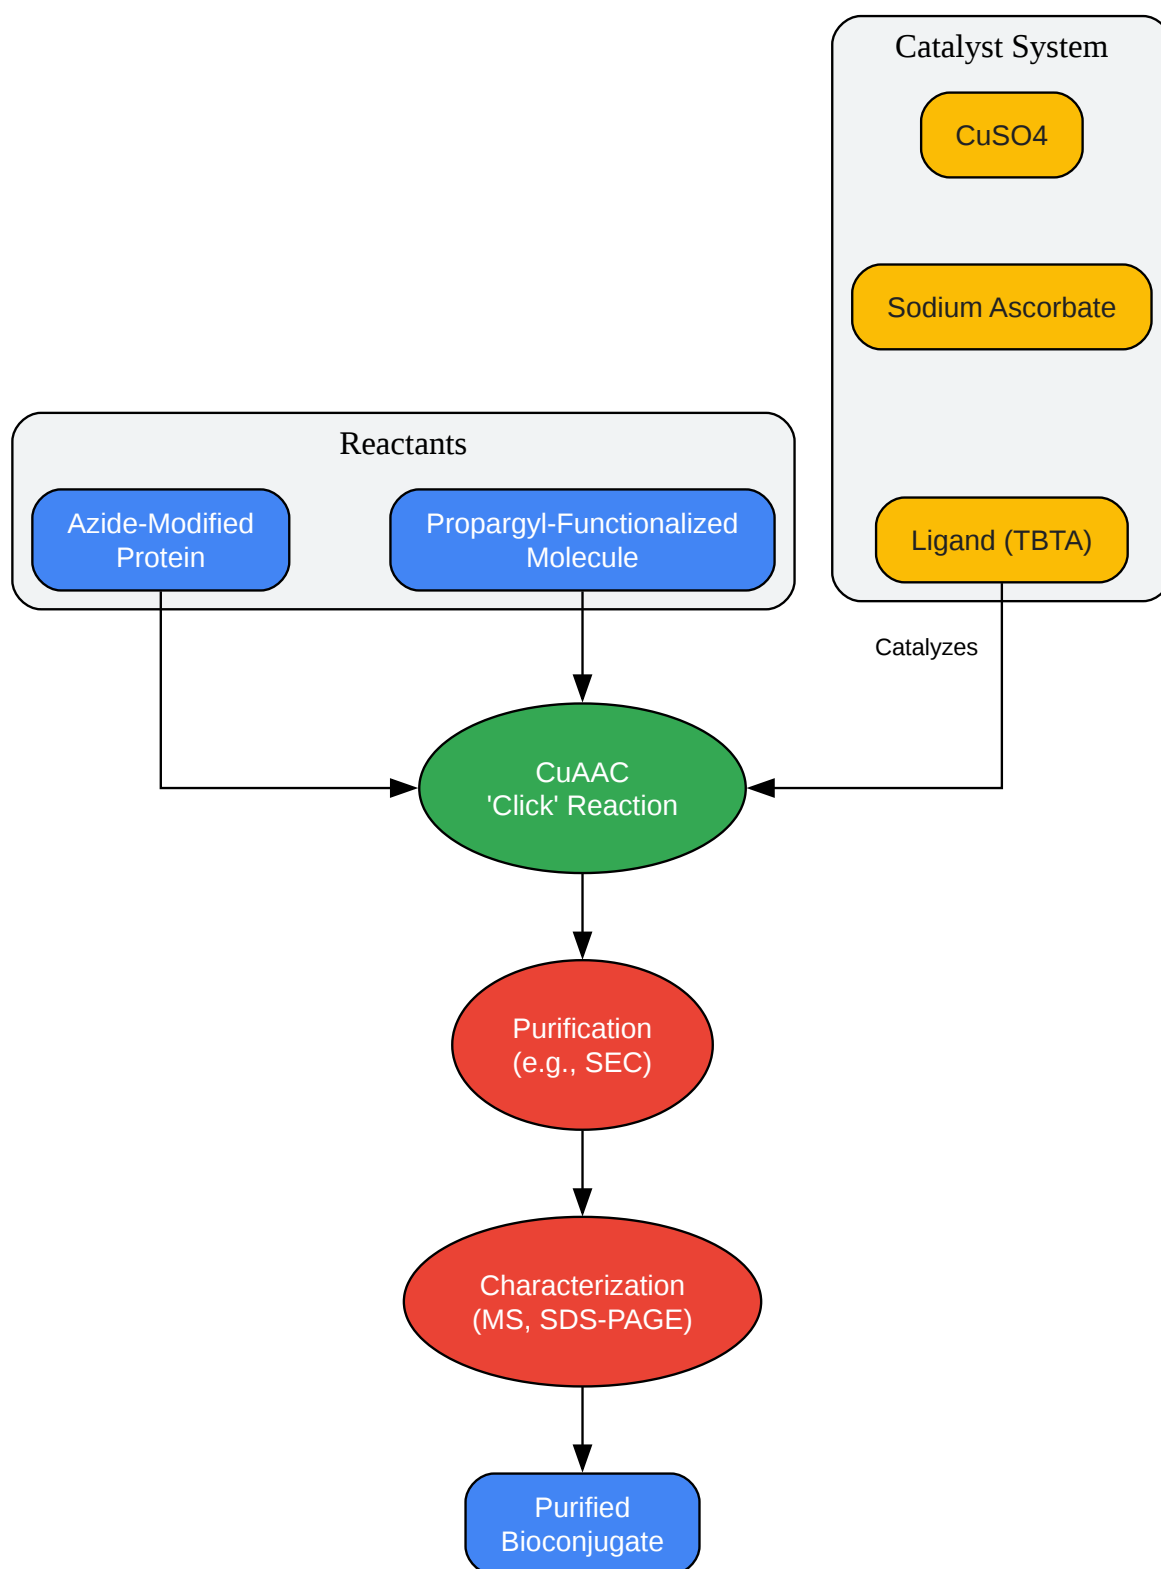 Catalyst System
CuSO4
Sodium Ascorbate
Reactants
Azide-Modified
Protein
Propargyl-Functionalized
Molecule
Ligand (TBTA)
Catalyzes
CuAAC
'Click' Reaction
Purification
(e.g., SEC)
Characterization
(MS, SDS-PAGE)
Purified
Bioconjugate